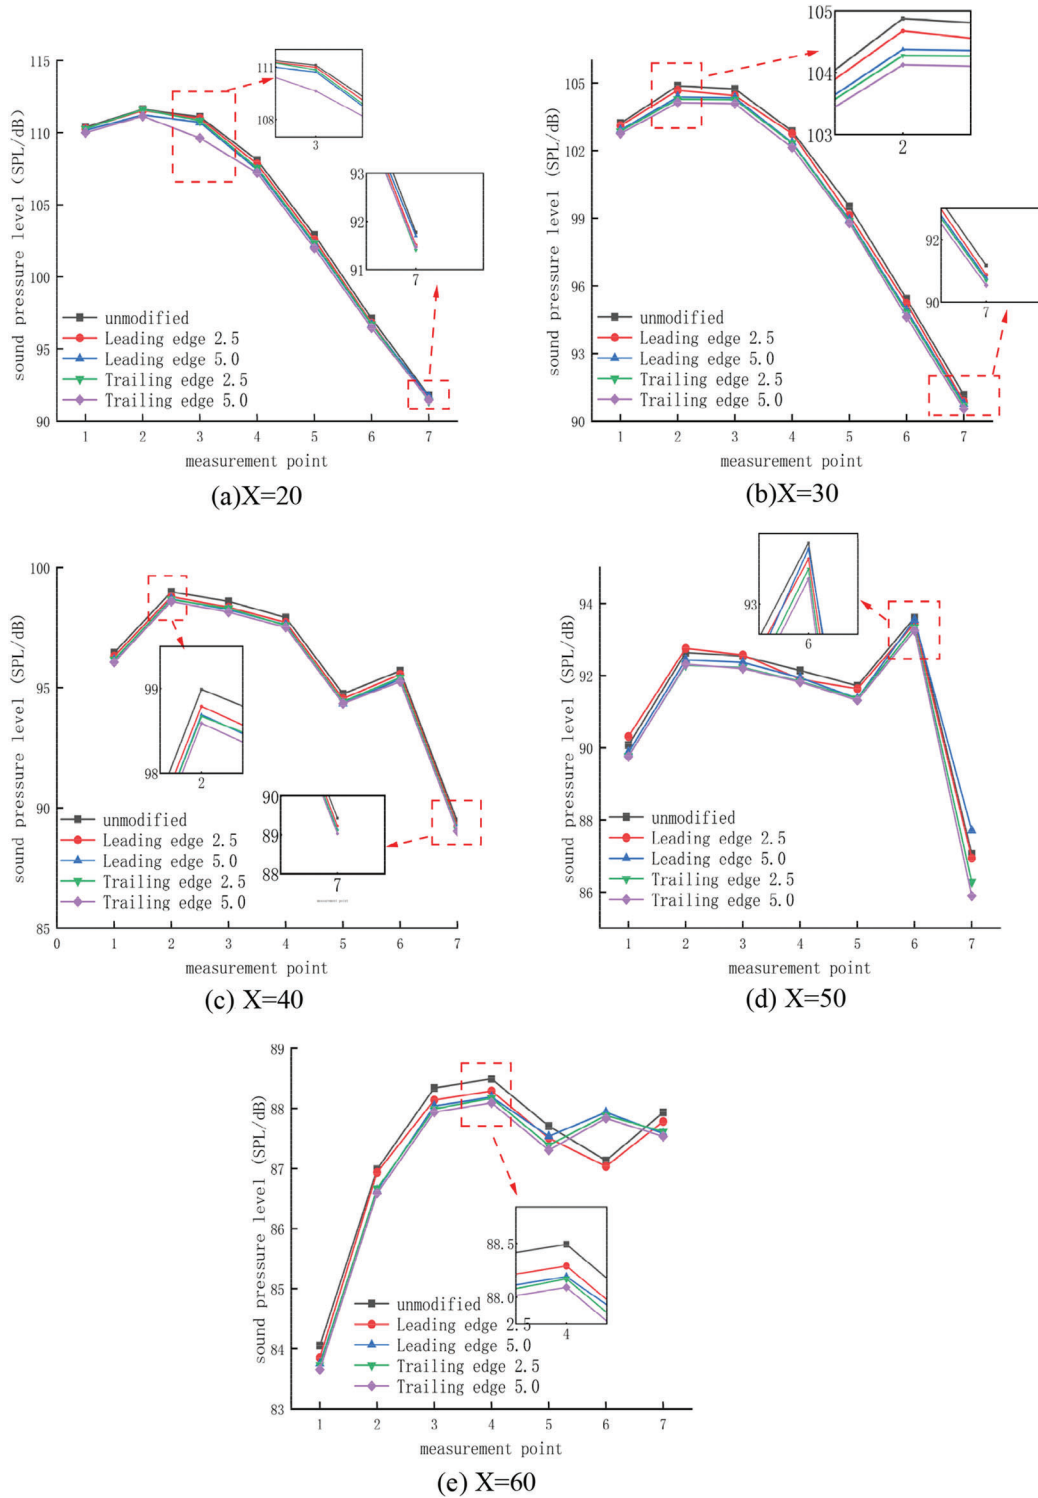 115
110
105
100
95
90
sound pressure level (SPL/dB)
111
108
3
93
92
91
7
unmodified
Leading edge 2.5
Leading edge 5.0
Trailing edge 2.5
Trailing edge 5.0
1 2 3 4 5 6 7
measurement point
(a)X=20
105
102
99
96
93
90
sound pressure level (SPL/dB)
105
104
103
2
92
90
7
unmodified
Leading edge 2.5
Leading edge 5.0
Trailing edge 2.5
Trailing edge 5.0
1 2 3 4 5 6 7
measurement point
(b)X=30
100
95
90
85
sound pressure level (SPL/dB)
99
98
2
90
89
88
7
measurement point
unmodified
Leading edge 2.5
Leading edge 5.0
Trailing edge 2.5
Trailing edge 5.0
0 1 2 3 4 5 6 7
measurement point
(c) X=40
94
92
90
88
86
sound pressure level (SPL/dB)
93
6
unmodified
Leading edge 2.5
Leading edge 5.0
Trailing edge 2.5
Trailing edge 5.0
1 2 3 4 5 6 7
measurement point
(d) X=50
89
88
87
86
85
84
83
sound pressure level (SPL/dB)
88.5
88.0
4
unmodified
Leading edge 2.5
Leading edge 5.0
Trailing edge 2.5
Trailing edge 5.0
1 2 3 4 5 6 7
measurement point
(e) X=60